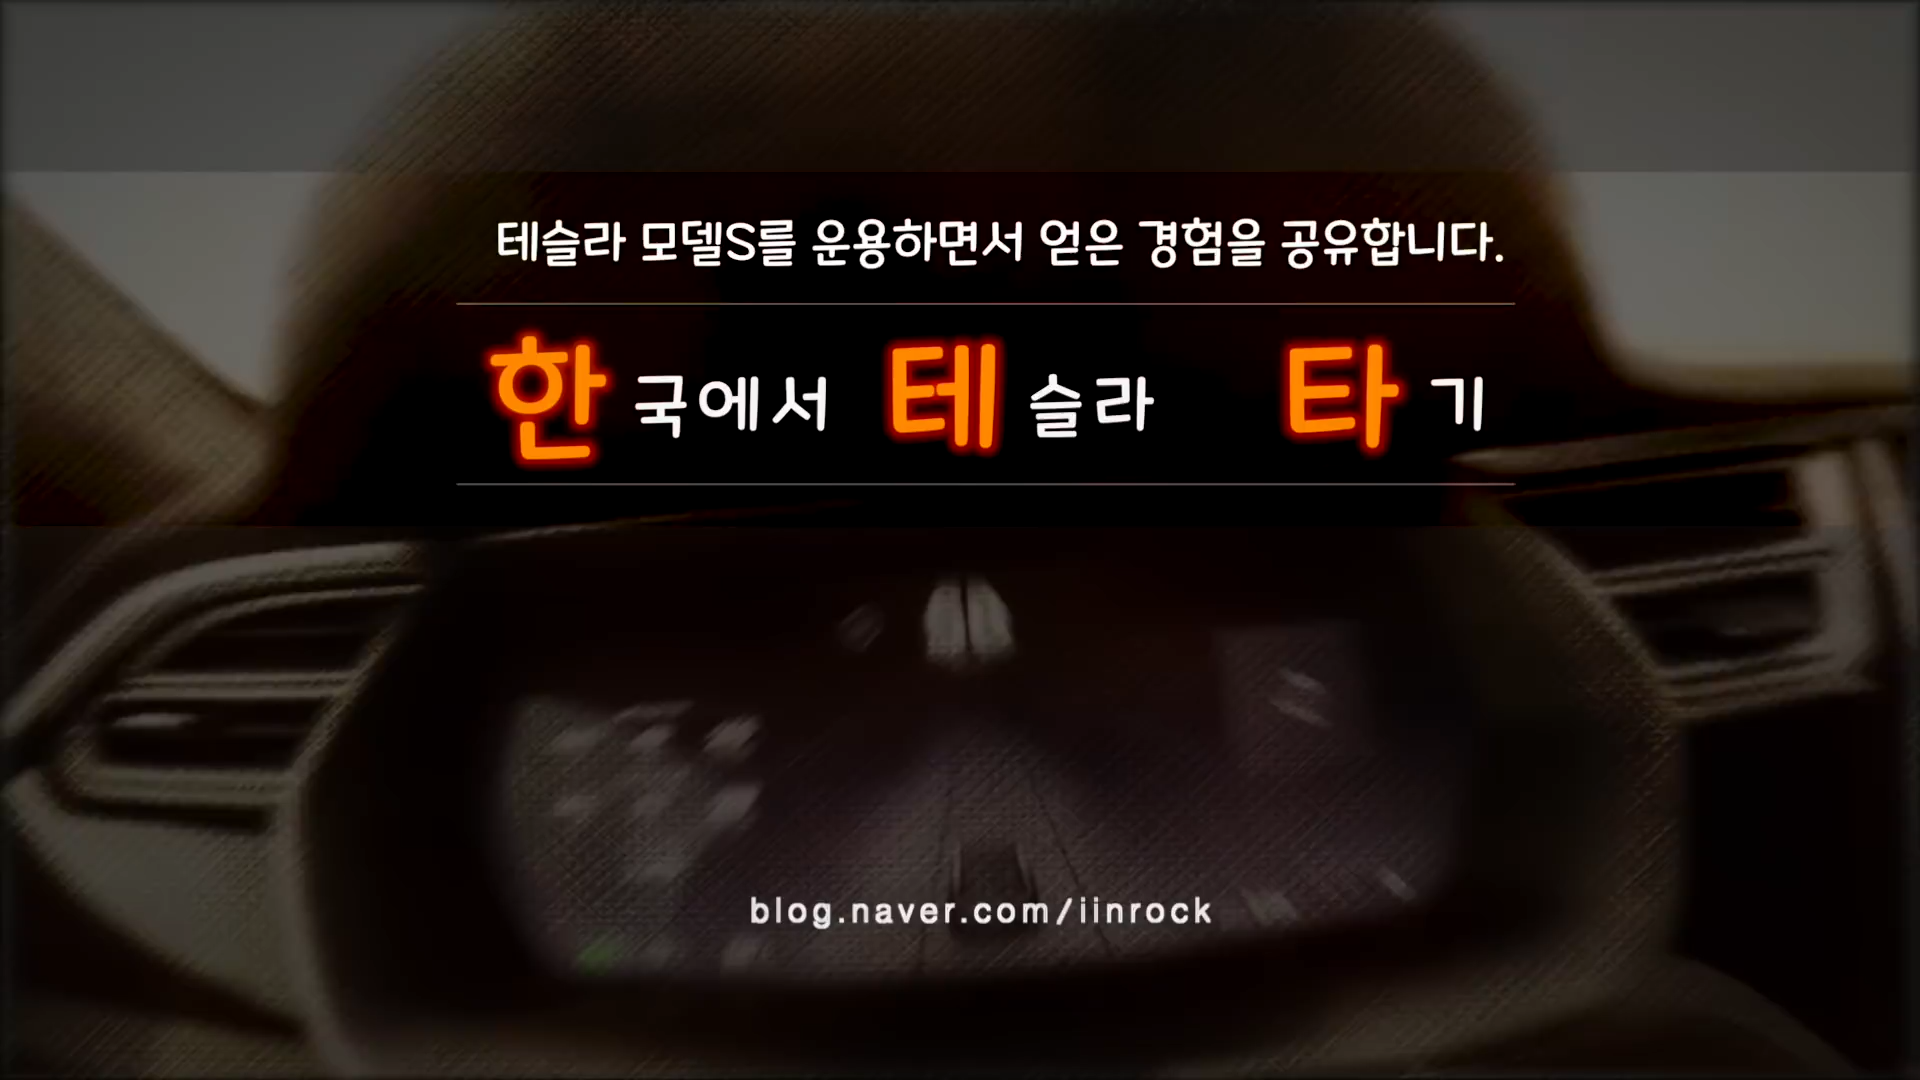 테슬라 모델S를 운용하면서 얻은 경험을 공유합니다.
한국에서 테슬라 타기
blog.naver.com/iinrock